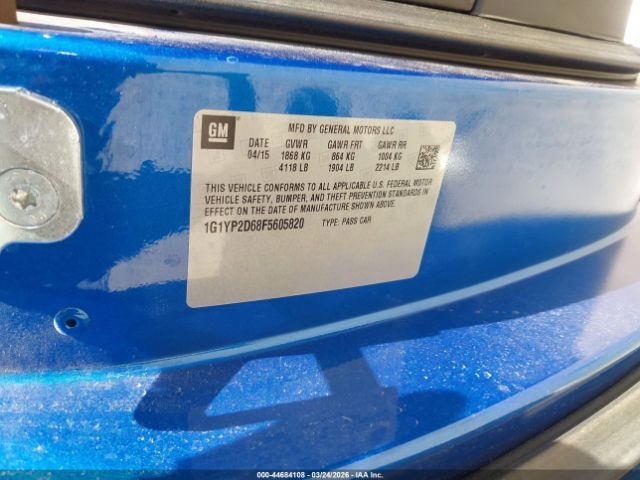 GM
MFD BY GENERAL MOTORS LLC
DATE GVWR GAWR FRT GAWR RR
04/15 1868 KG 864 KG 1004 KG
4118 LB 1904 LB 2214 LB
THIS VEHICLE CONFORMS TO ALL APPLICABLE U.S. FEDERAL MOTOR
VEHICLE SAFETY, BUMPER, AND THEFT PREVENTION STANDARDS IN
EFFECT ON THE DATE OF MANUFACTURE SHOWN ABOVE.
1G1YP2D68F5605820 TYPE: PASS CAR
000-44684108 - 03/24/2026 - IAAI.COM